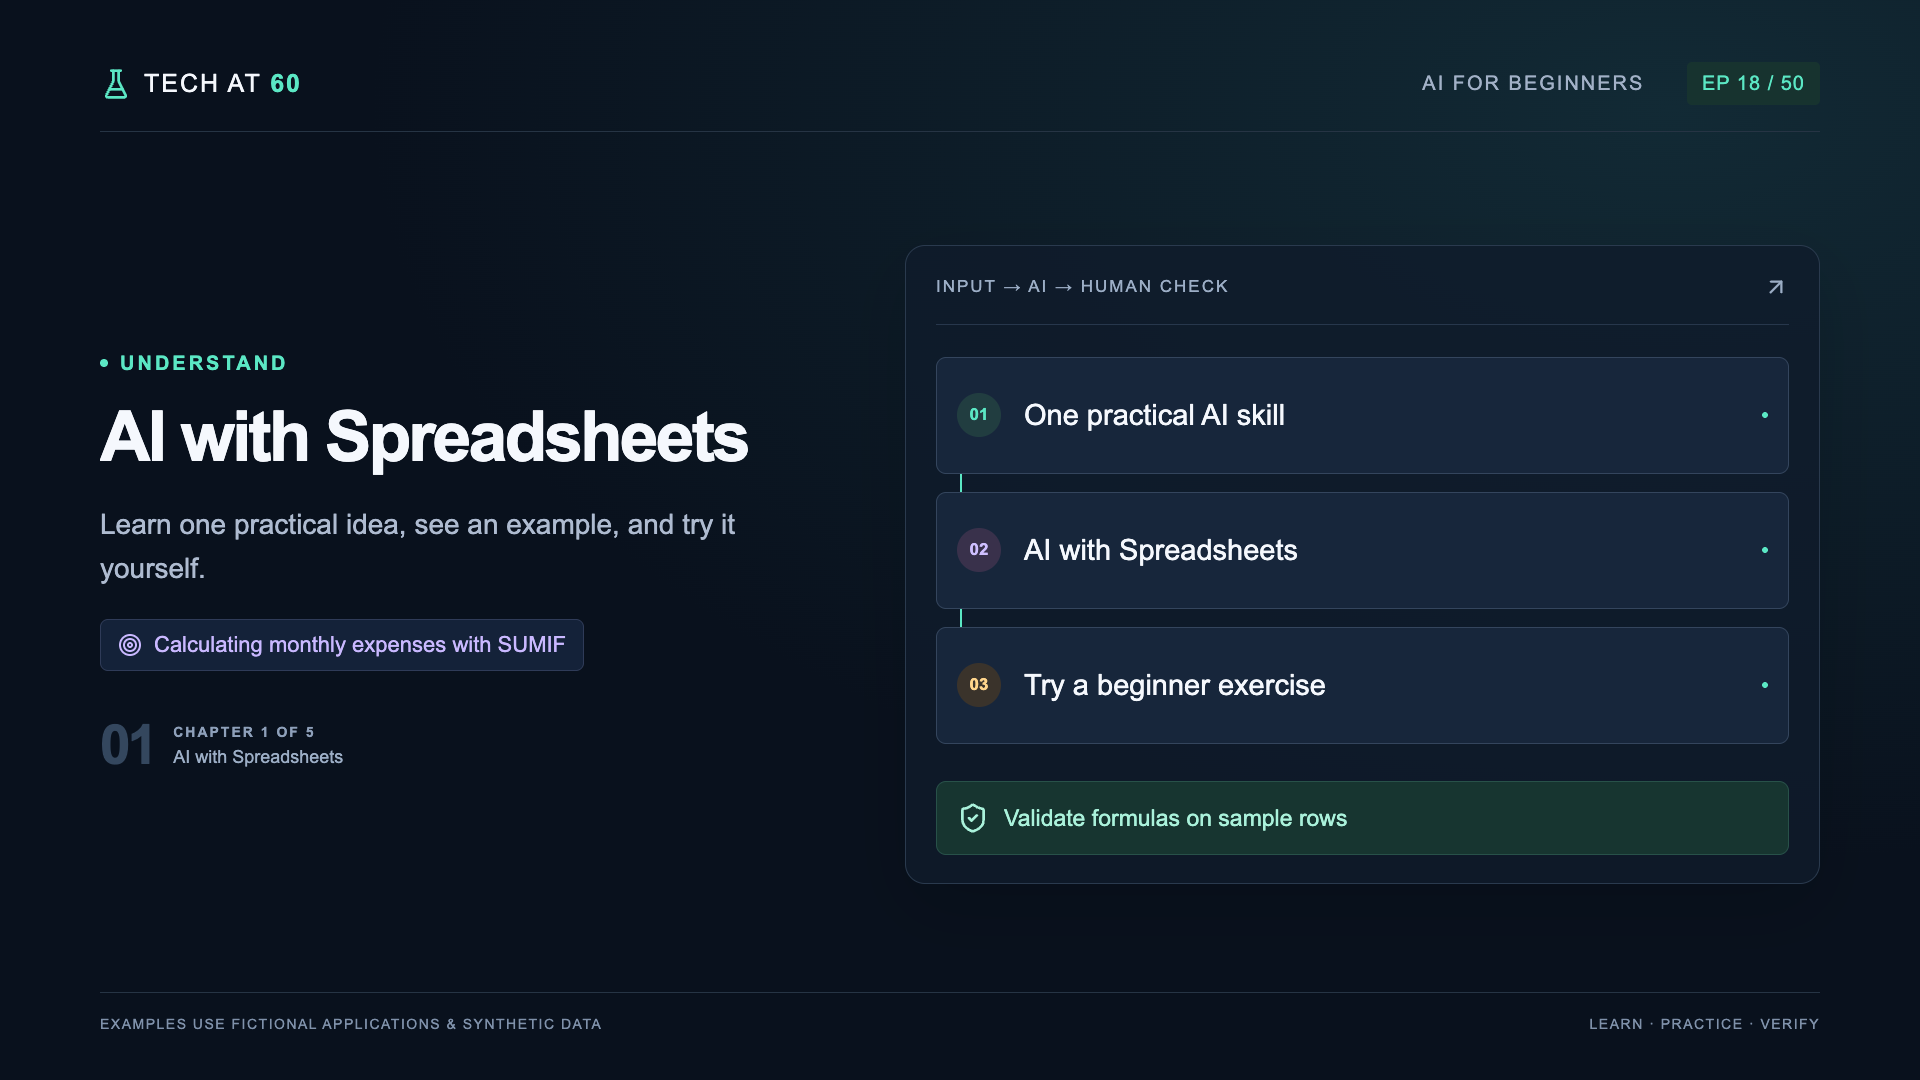 TECH AT 60
AI FOR BEGINNERS
EP 18 / 50
UNDERSTAND
AI with Spreadsheets
Learn one practical idea, see an example, and try it
yourself.
Calculating monthly expenses with SUMIF
01
CHAPTER 1 OF 5
AI with Spreadsheets
INPUT → AI → HUMAN CHECK
01 One practical AI skill
02 AI with Spreadsheets
03 Try a beginner exercise
Validate formulas on sample rows
EXAMPLES USE FICTIONAL APPLICATIONS & SYNTHETIC DATA
LEARN · PRACTICE · VERIFY